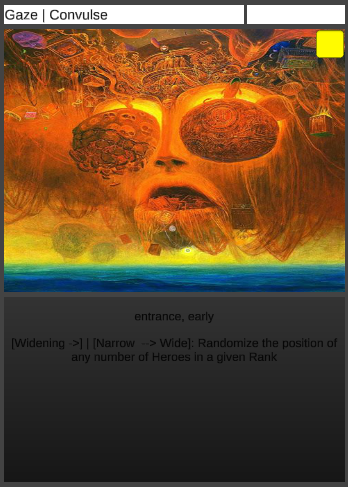 Gaze | Convulse
entrance, early
[Widening ->] | [Narrow --> Wide]: Randomize the position of
any number of Heroes in a given Rank